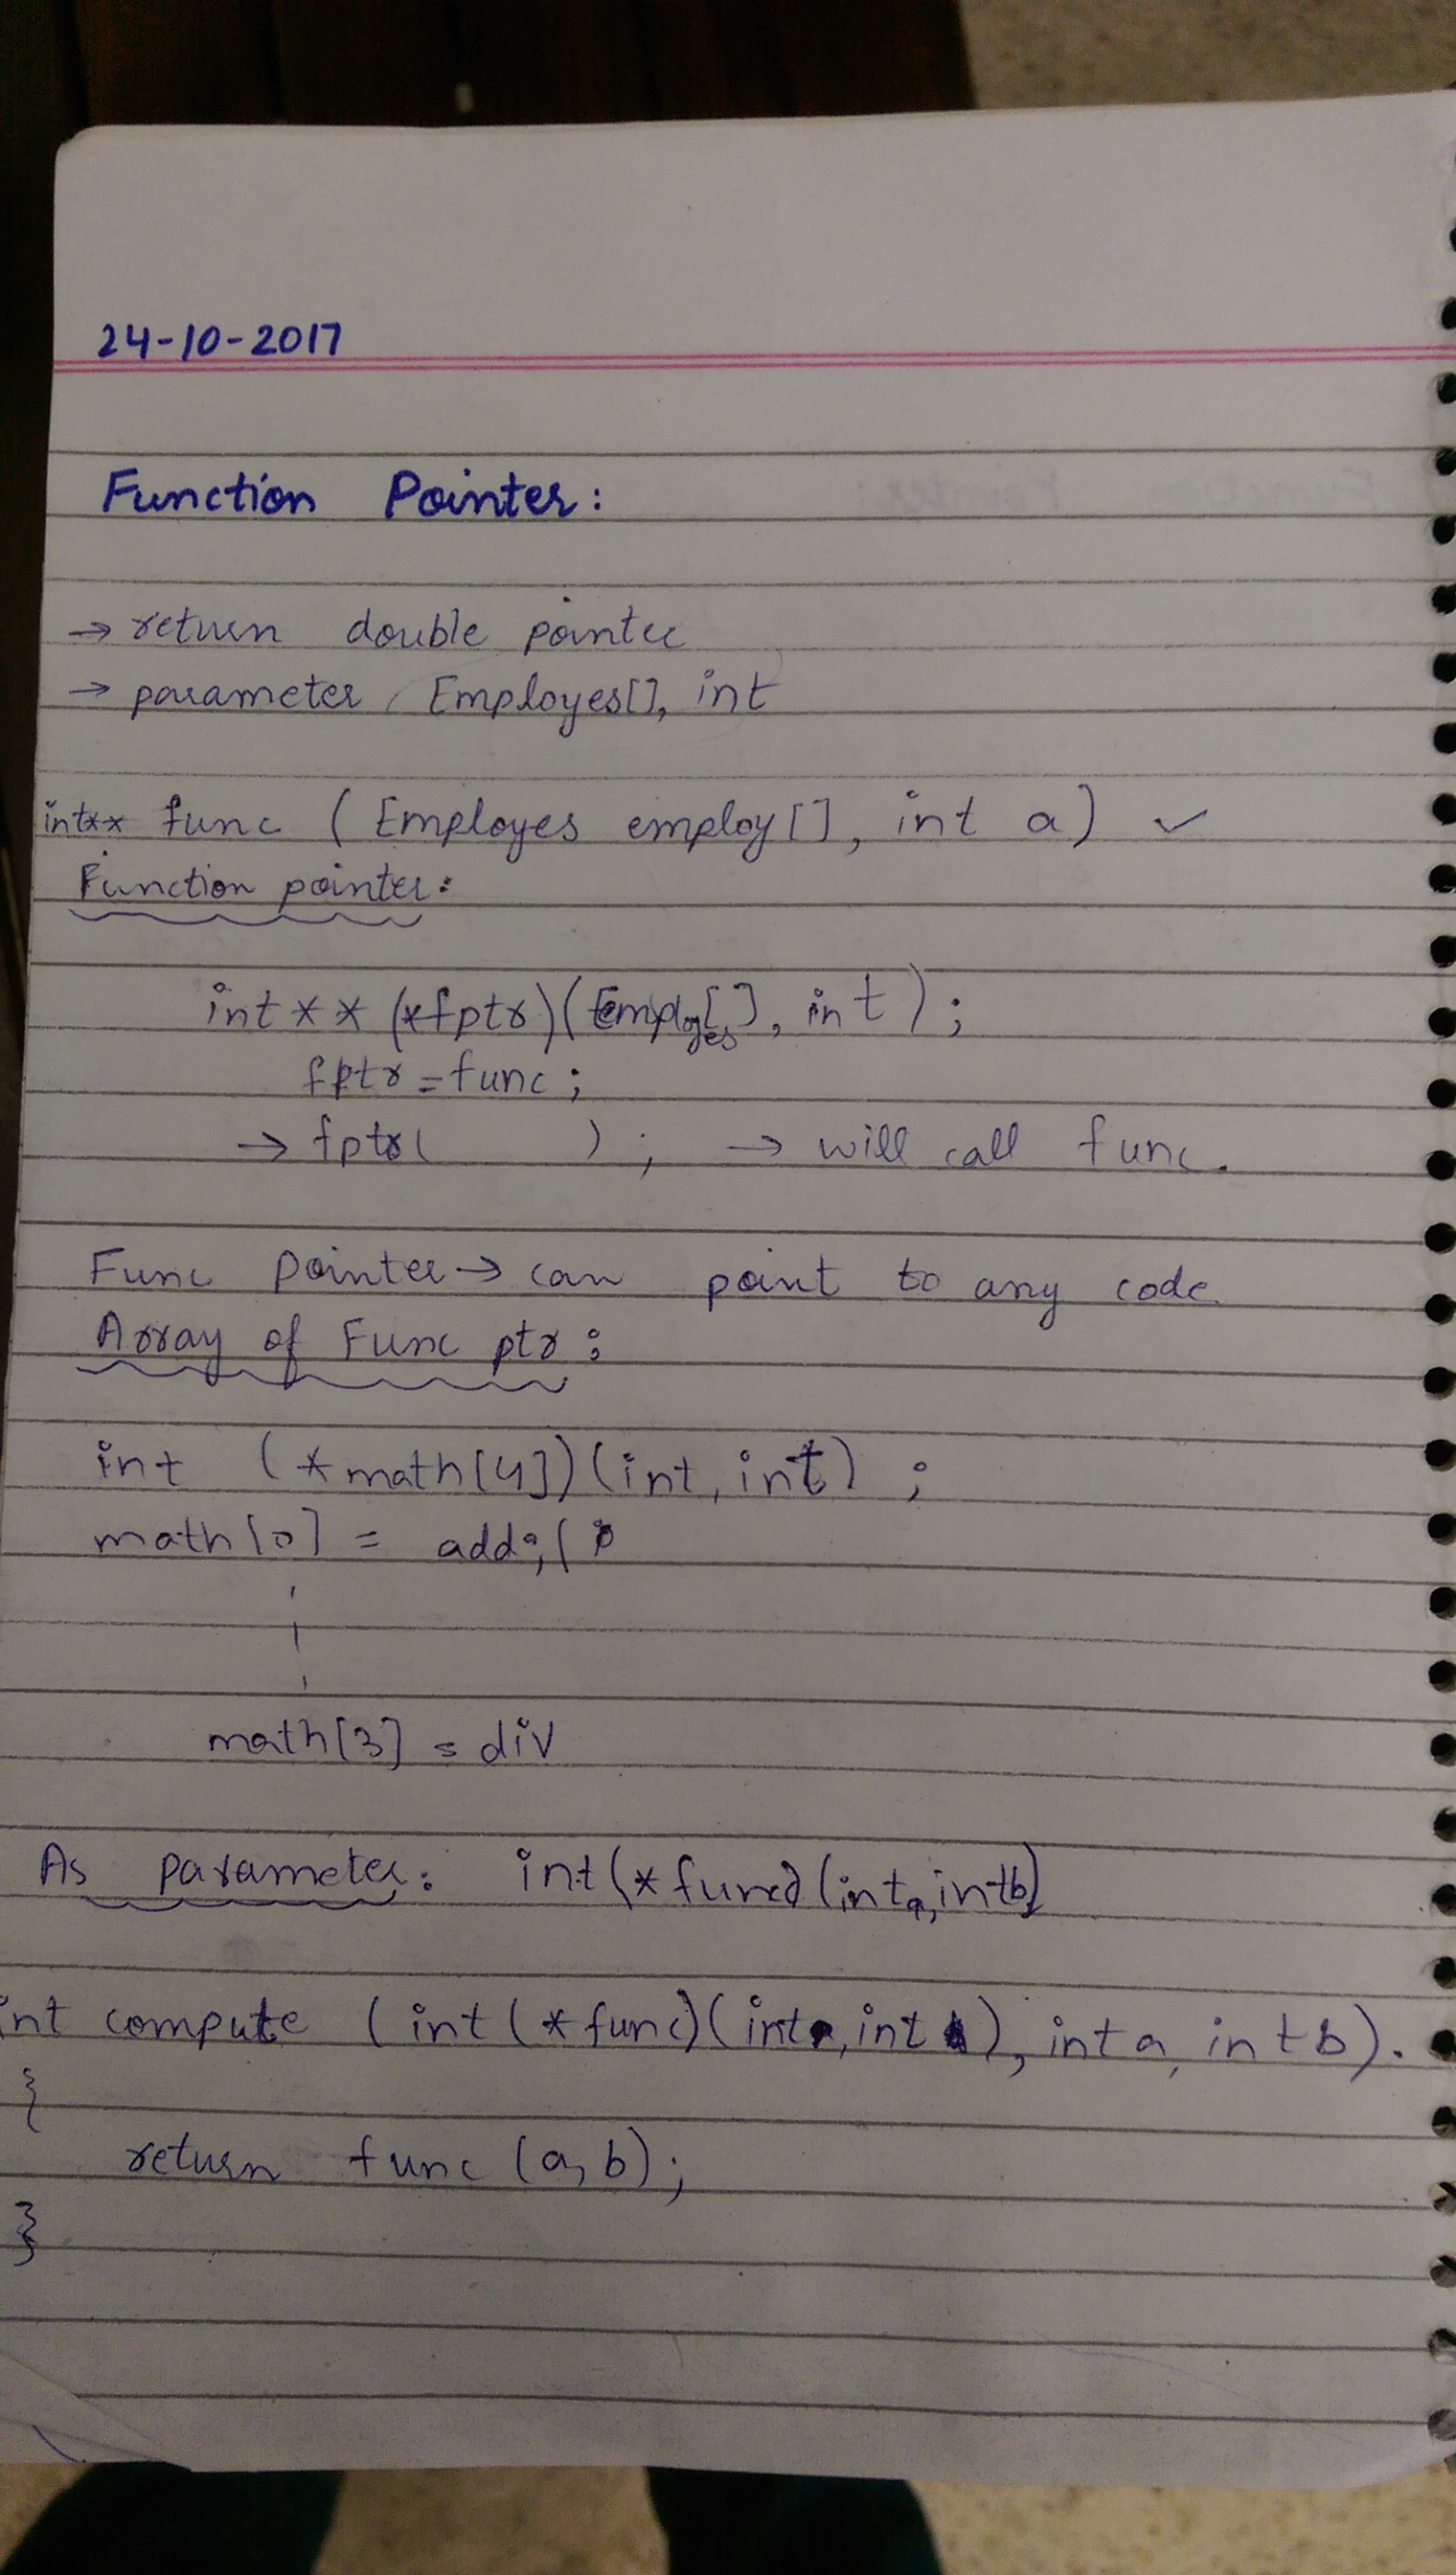 24-10-2017
Function Pointer:
→ return double pointer
→ parameter Employes[], int
int** func (Employes employ[], int a) ✓
Function pointer:
int** (*fptr)(Employes[], int);
fptr = func;
→ fptr( ); → will call func.
Func Pointer → can point to any code
Array of Func ptr:
int (*math[4])(int, int);
math[0] = add;(
math[3] = div
As parameter: int(*func)(int a, int b)
int compute (int(*func)(int, int), int a, int b).
{
return func (a, b);
}